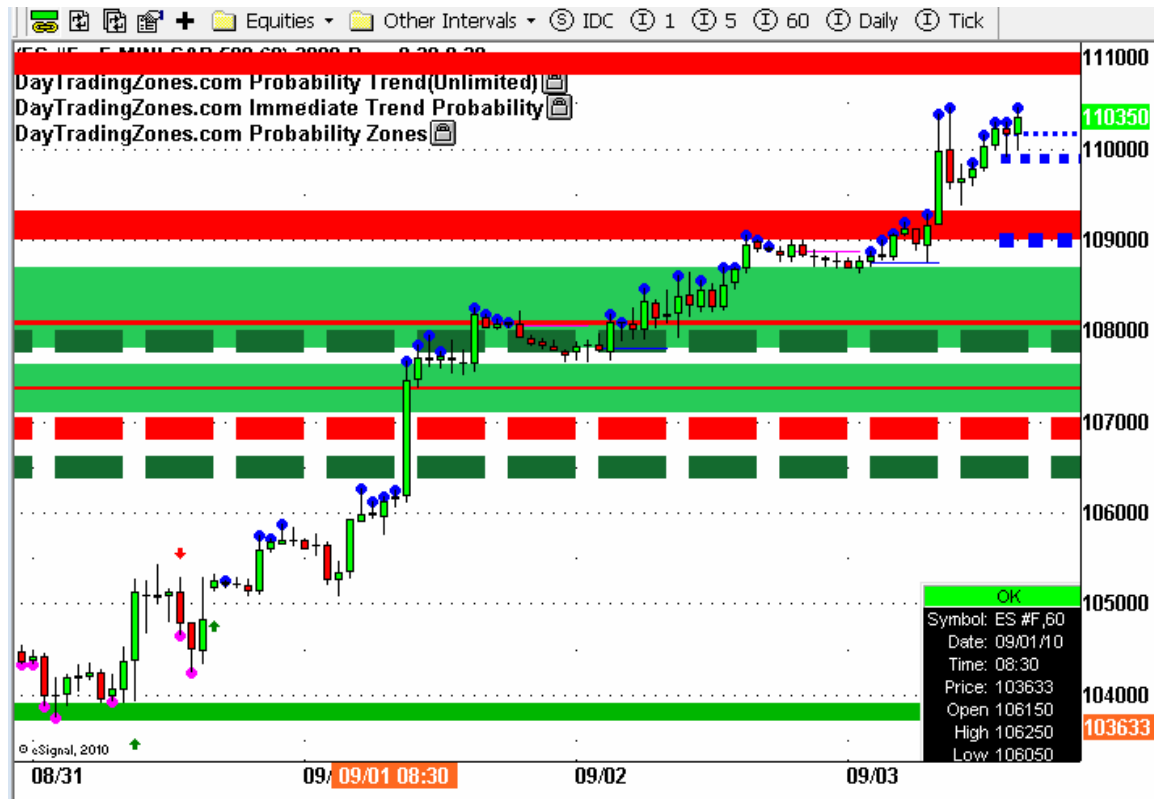 Equities Other Intervals S IDC I 1 I 5 I 60 I Daily I Tick
DayTradingZones.com Probability Trend(Unlimited)
DayTradingZones.com Immediate Trend Probability
DayTradingZones.com Probability Zones
111000
110350
110000
109000
108000
107000
106000
105000
104000
103633
OK
Symbol: ES #F,60
Date: 09/01/10
Time: 08:30
Price: 103633
Open 106150
High 106250
Low 106050
© eSignal, 2010
08/31 09/ 09/01 08:30 09/02 09/03